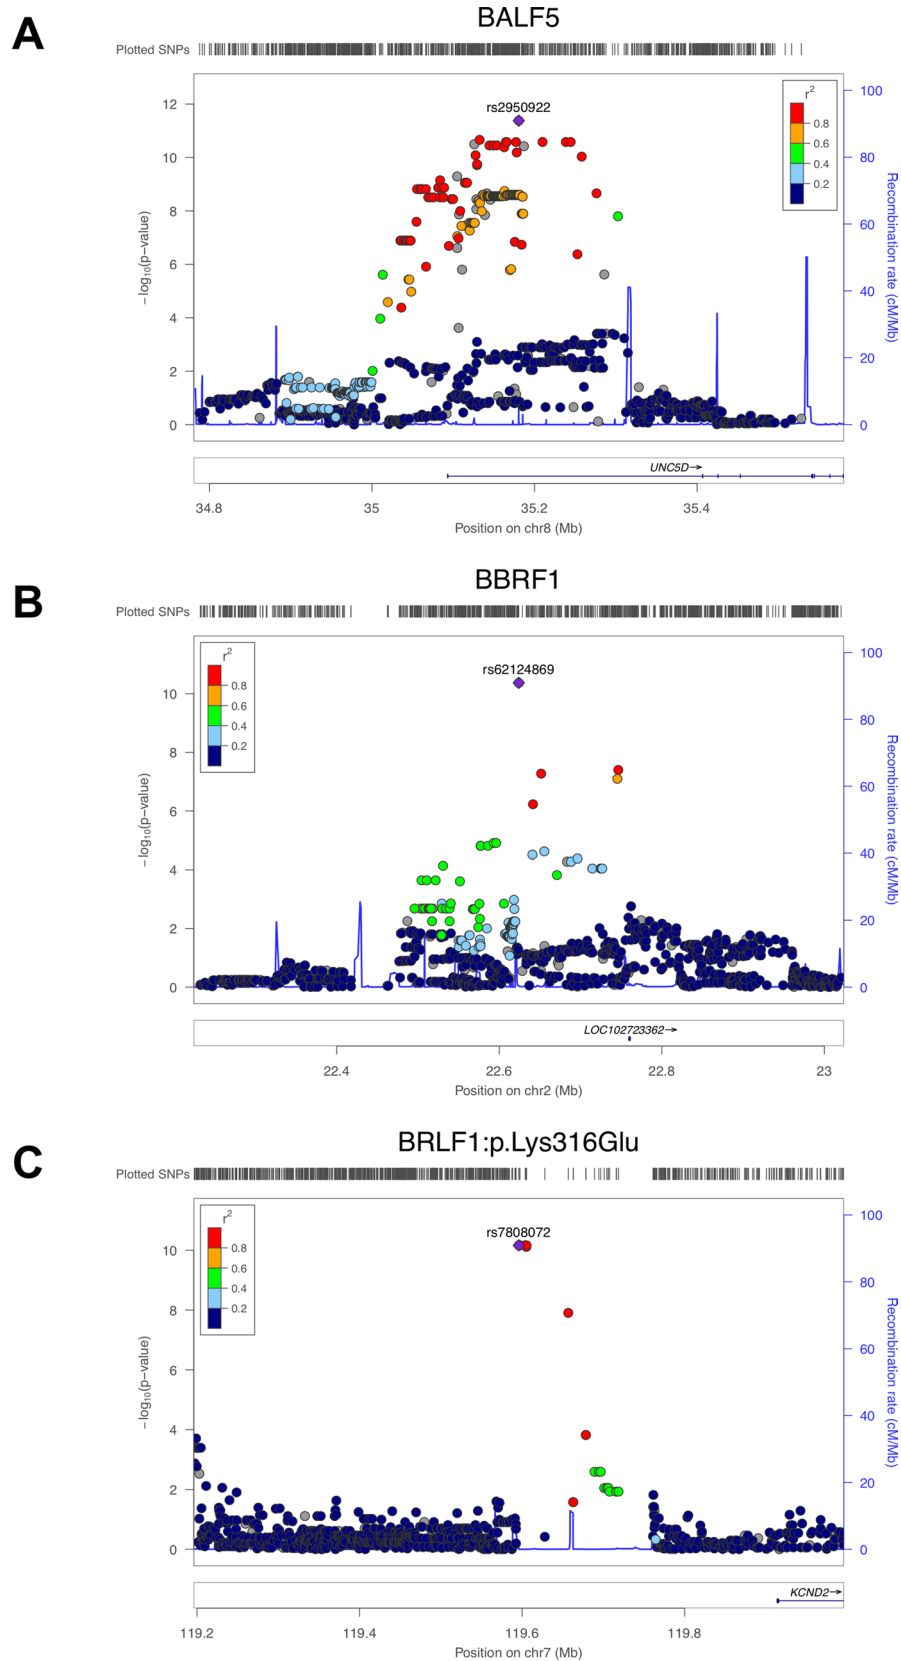 A
BALF5
Plotted SNPs
rs2950922
r²
0.8
0.6
0.4
0.2
12
10
8
6
4
2
0
−log₁₀(p−value)
100
80
60
40
20
0
Recombination rate (cM/Mb)
UNC5D→
34.8
35
35.2
35.4
Position on chr8 (Mb)
B
BBRF1
Plotted SNPs
rs62124869
r²
0.8
0.6
0.4
0.2
10
8
6
4
2
0
−log₁₀(p−value)
100
80
60
40
20
0
Recombination rate (cM/Mb)
LOC102723362→
22.4
22.6
22.8
23
Position on chr2 (Mb)
C
BRLF1:p.Lys316Glu
Plotted SNPs
rs7808072
r²
0.8
0.6
0.4
0.2
10
8
6
4
2
0
−log₁₀(p−value)
100
80
60
40
20
0
Recombination rate (cM/Mb)
KCND2→
119.2
119.4
119.6
119.8
Position on chr7 (Mb)